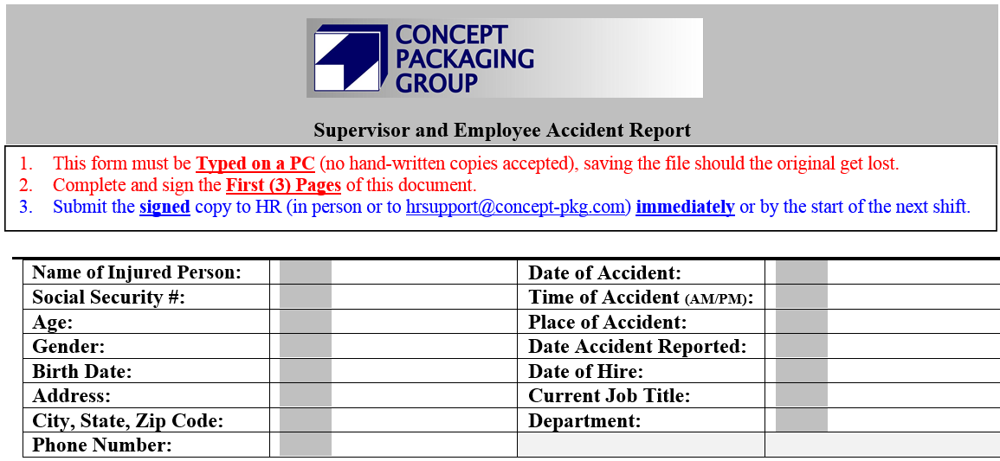 CONCEPT
PACKAGING
GROUP
Supervisor and Employee Accident Report
1. This form must be Typed on a PC (no hand-written copies accepted), saving the file should the original get lost.
2. Complete and sign the First (3) Pages of this document.
3. Submit the signed copy to HR (in person or to hrsupport@concept-pkg.com) immediately or by the start of the next shift.
Name of Injured Person: Date of Accident:
Social Security #: Time of Accident (AM/PM):
Age: Place of Accident:
Gender: Date Accident Reported:
Birth Date: Date of Hire:
Address: Current Job Title:
City, State, Zip Code: Department:
Phone Number: